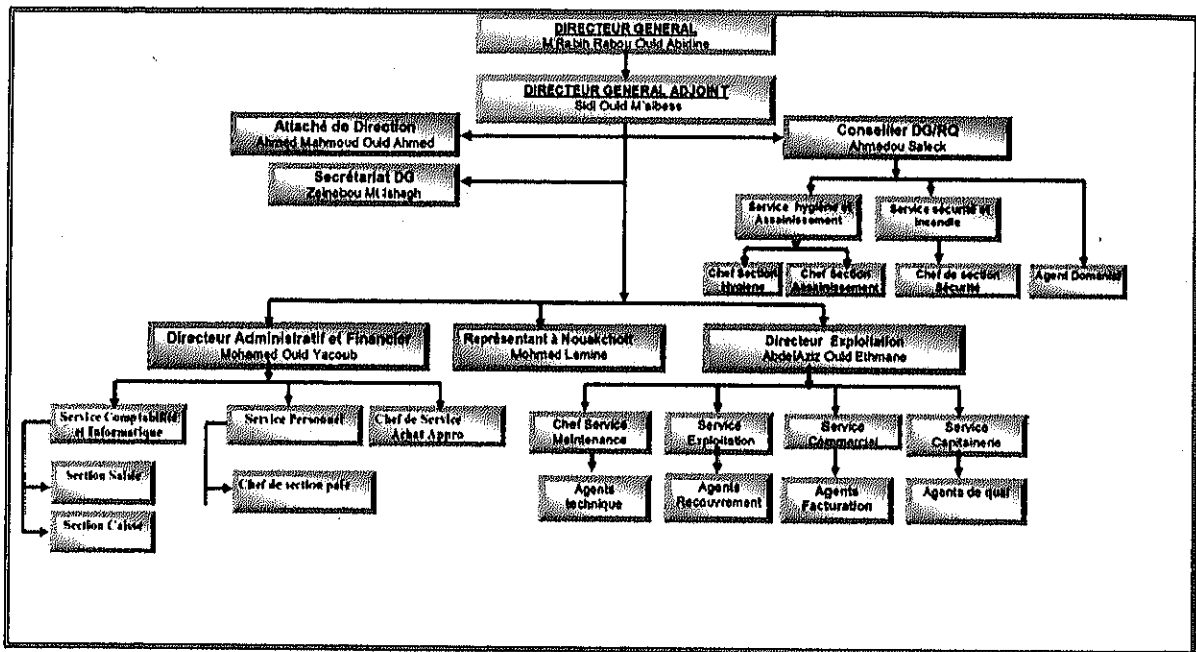 DIRECTEUR GENERAL
M'Rabih Rabou Ould Abidine
DIRECTEUR GENERAL ADJOINT
Sidi Ould M'aibess
Attaché de Direction
Ahmed Mahmoud Ould Ahmed
Conseiller DG/RQ
Ahmedou Saleck
Secrétariat DG
Zeinabou Mt Ishagh
Service hygiène et
Assainissement
Service sécurité et
Incendie
Chef Section
Hygiène
Chef Section
Assainissement
Chef de section
Sécurité
Agent Domanial
Directeur Administratif et Financier
Mohamed Ould Yacoub
Représentant à Nouakchott
Mohmed Lemine
Directeur Exploitation
AbdelAziz Ould Ethmane
Service Comptabilité
et Informatique
Service Personnel
Chef de Service
Achat Appro
Chef Service
Maintenance
Service
Exploitation
Service
Commercial
Service
Capitainerie
Section Saisie
Chef de section paie
Agents
technique
Agents
Recouvrement
Agents
Facturation
Agents de quai
Section Caisse